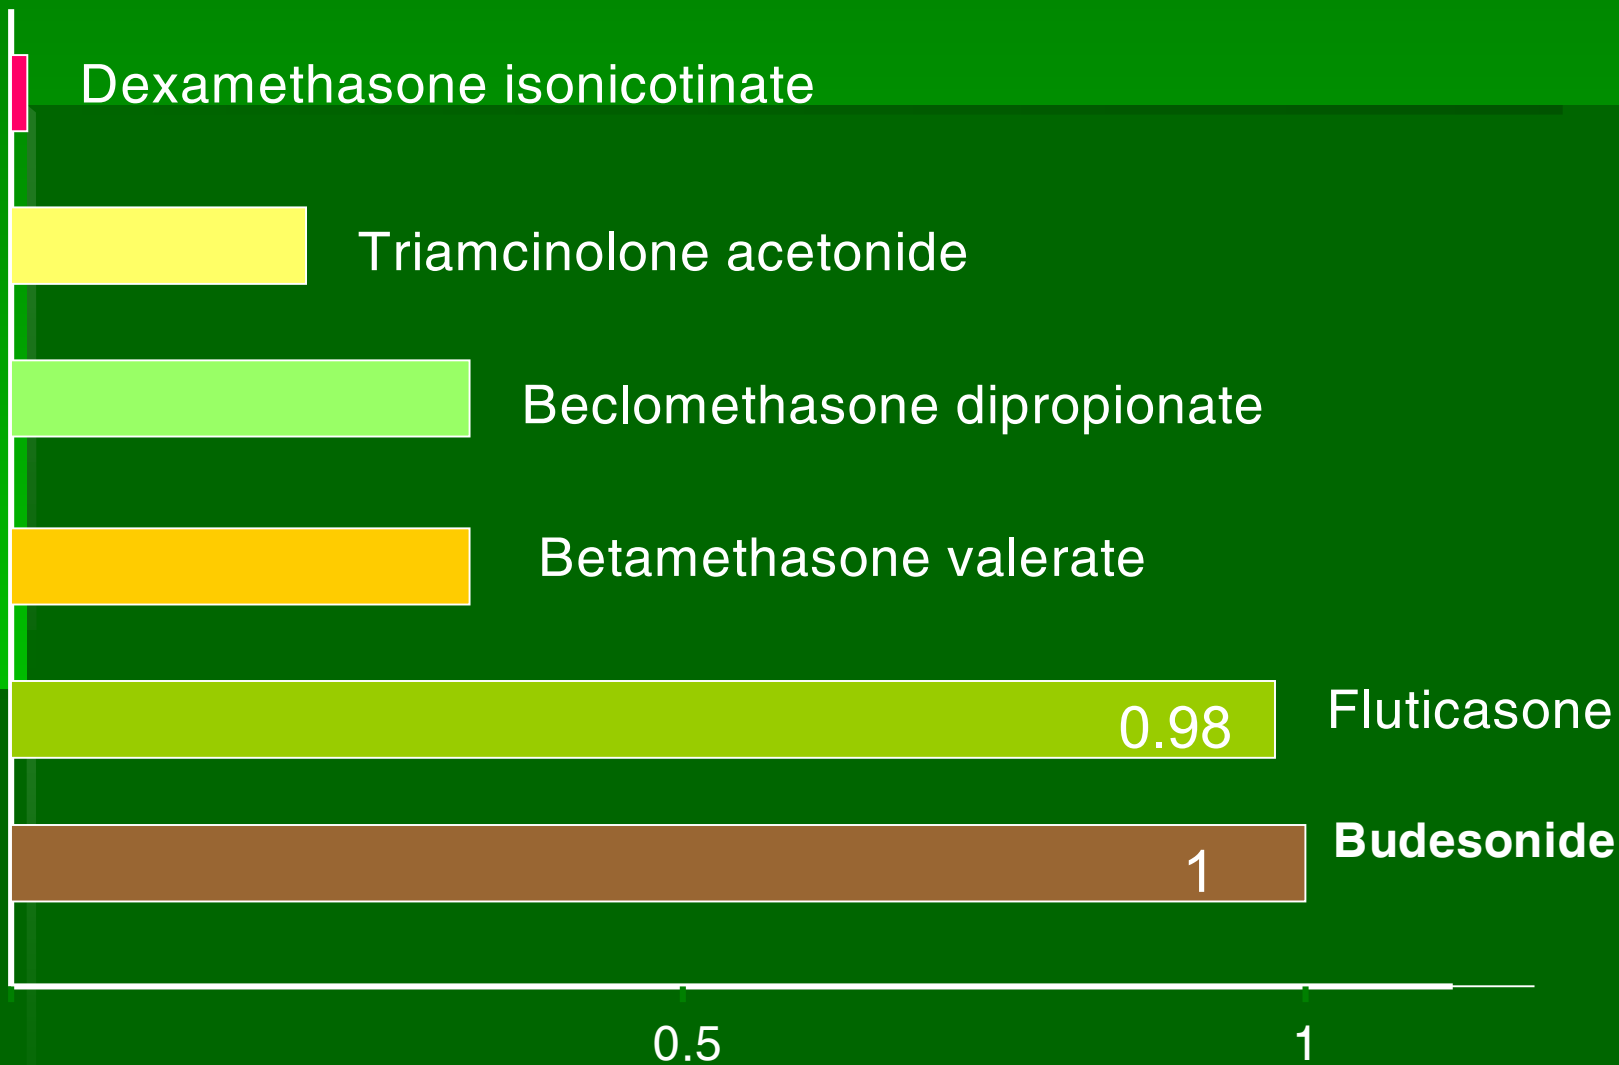 Dexamethasone isonicotinate
Triamcinolone acetonide
Beclomethasone dipropionate
Betamethasone valerate
0.98 Fluticasone
1 Budesonide
0.5 1